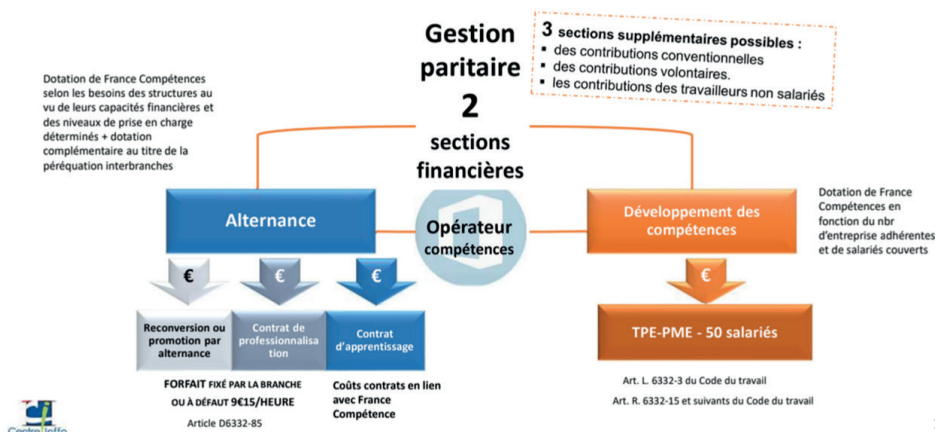 Gestion
paritaire
2
sections
financières
3 sections supplémentaires possibles :
▪ des contributions conventionnelles
▪ des contributions volontaires.
▪ les contributions des travailleurs non salariés
Dotation de France Compétences
selon les besoins des structures au
vu de leurs capacités financières et
des niveaux de prise en charge
déterminés + dotation
complémentaire au titre de la
péréquation interbranches
Alternance
Opérateur
compétences
Développement des
compétences
Dotation de France
Compétences en
fonction du nbr
d'entreprise adhérentes
et de salariés couverts
€
€
€
€
Reconversion ou
promotion par
alternance
Contrat de
professionnalisa
tion
Contrat
d'apprentissage
TPE-PME - 50 salariés
FORFAIT FIXÉ PAR LA BRANCHE
OU À DÉFAUT 9€15/HEURE
Article D6332-85
Coûts contrats en lien
avec France
Compétence
Art. L. 6332-3 du Code du travail
Art. R. 6332-15 et suivants du Code du travail
Centre Inffo